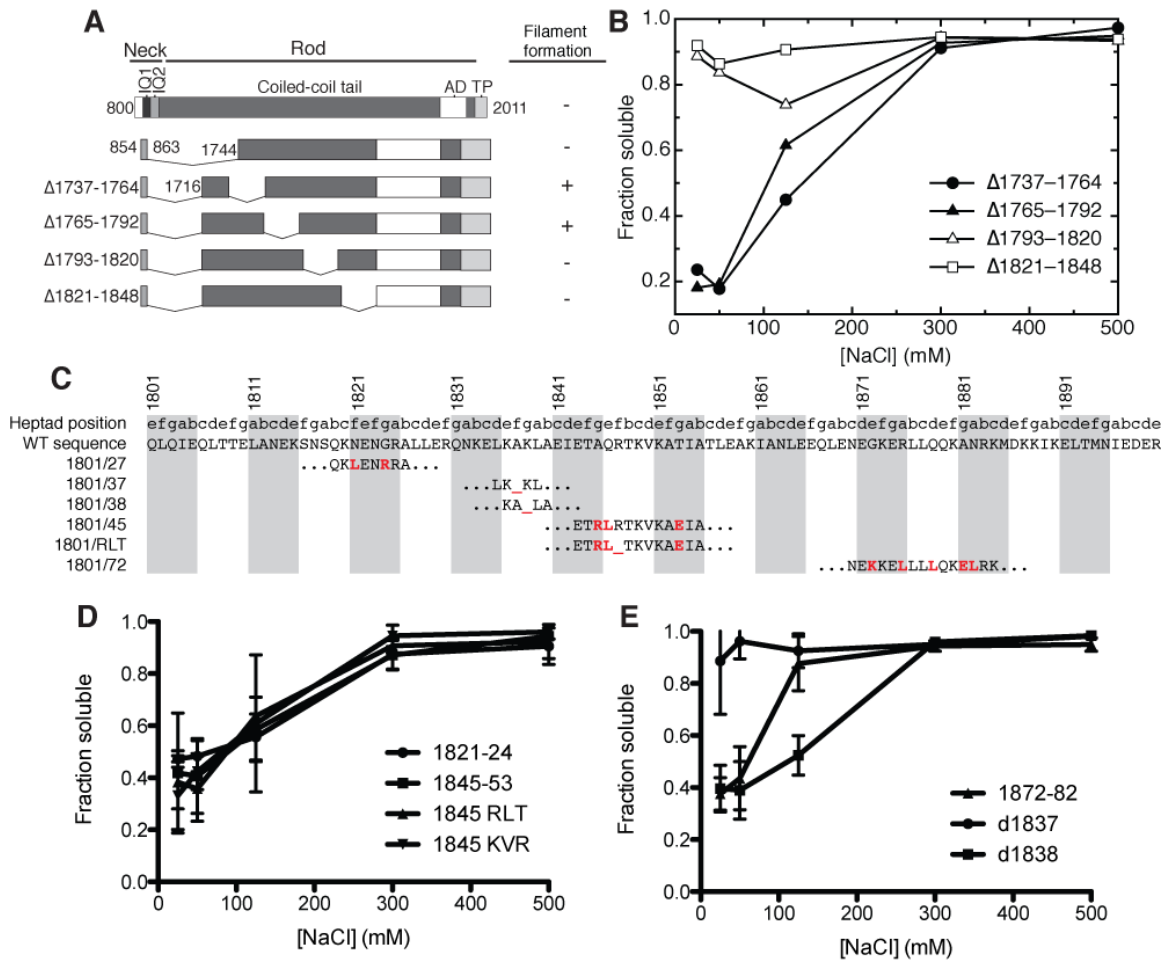 A
Neck
Rod
Filament formation
IQ1
IQ2
Coiled-coil tail
AD
TP
800
2011
-
854
863
1744
-
Δ1737-1764
1716
+
Δ1765-1792
+
Δ1793-1820
-
Δ1821-1848
-
B
Fraction soluble
1.0
0.8
0.6
0.4
0.2
Δ1737–1764
Δ1765–1792
Δ1793–1820
Δ1821–1848
0
100
200
300
400
500
[NaCl] (mM)
C
1801
1811
1821
1831
1841
1851
1861
1871
1881
1891
Heptad position
WT sequence QLQIEQLTTELANEKSNSQKNENGRALLERQNKELKAKLAEIETAQRTKVKATIATLEAKIANLEEQLENEGKERLLQQKANRKMDKKIKELTMNIEDER
1801/27 ...QKLENRRA...
1801/37 ...LK_KL...
1801/38 ...KA_LA...
1801/45 ...ETRLRTKVKAEIA...
1801/RLT ...ETRL_TKVKAEIA...
1801/72 ...NEKKELLLLQKELRK...
D
Fraction soluble
1.0
0.8
0.6
0.4
0.2
0.0
1821-24
1845-53
1845 RLT
1845 KVR
0
100
200
300
400
500
[NaCl] (mM)
E
Fraction soluble
1.0
0.8
0.6
0.4
0.2
0.0
1872-82
d1837
d1838
0
100
200
300
400
500
[NaCl] (mM)